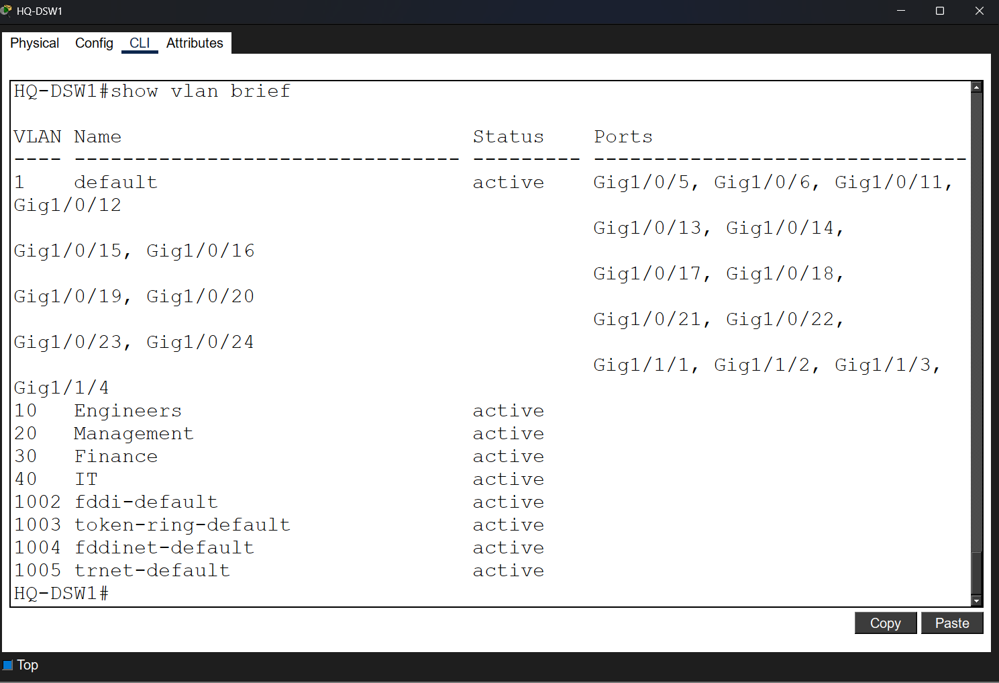 HQ-DSW1
Physical Config CLI Attributes
HQ-DSW1#show vlan brief
VLAN Name Status Ports
---- -------------------------------- --------- -------------------------------
1 default active Gig1/0/5, Gig1/0/6, Gig1/0/11,
Gig1/0/12
Gig1/0/13, Gig1/0/14,
Gig1/0/15, Gig1/0/16
Gig1/0/17, Gig1/0/18,
Gig1/0/19, Gig1/0/20
Gig1/0/21, Gig1/0/22,
Gig1/0/23, Gig1/0/24
Gig1/1/1, Gig1/1/2, Gig1/1/3,
Gig1/1/4
10 Engineers active
20 Management active
30 Finance active
40 IT active
1002 fddi-default active
1003 token-ring-default active
1004 fddinet-default active
1005 trnet-default active
HQ-DSW1#
Copy Paste
Top